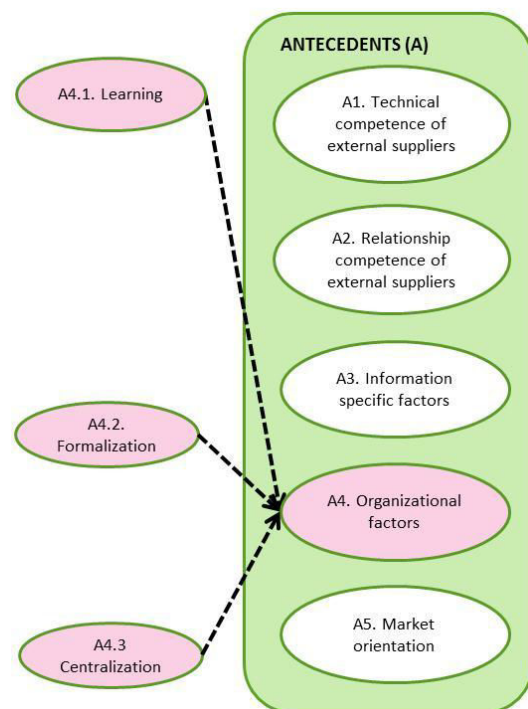 ANTECEDENTS (A)
A4.1. Learning
A1. Technical
competence of
external suppliers
A2. Relationship
competence of
external suppliers
A3. Information
specific factors
A4.2.
Formalization
A4. Organizational
factors
A4.3
Centralization
A5. Market
orientation